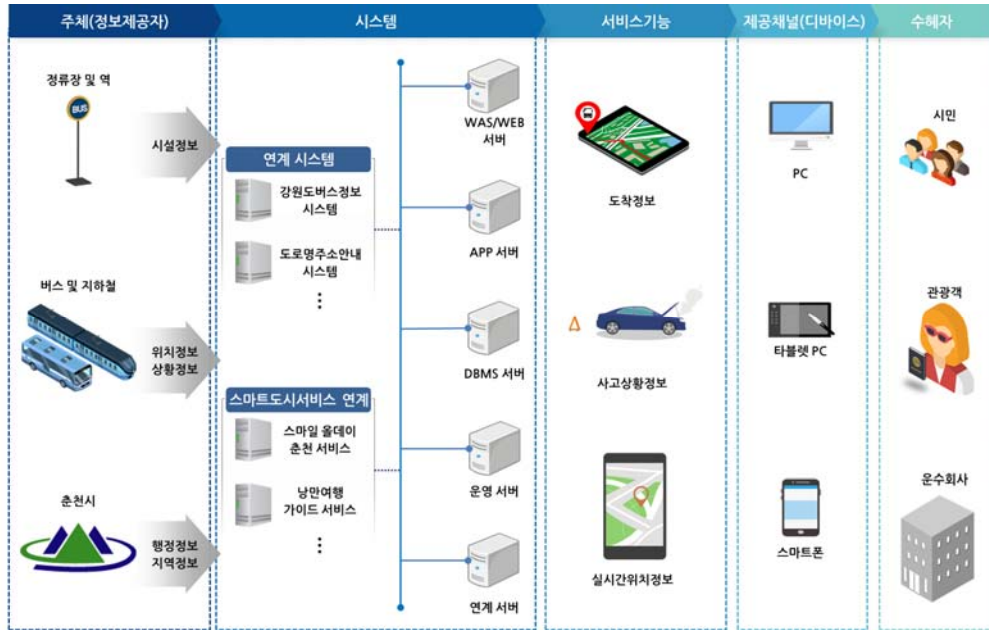 주체(정보제공자)
시스템
서비스기능
제공채널(디바이스)
수혜자
정류장 및 역
BUS
시설정보
버스 및 지하철
위치정보
상황정보
춘천시
행정정보
지역정보
연계 시스템
강원도버스정보
시스템
도로명주소안내
시스템
스마트도시서비스 연계
스마일 올데이
춘천 서비스
낭만여행
가이드 서비스
WAS/WEB
서버
APP 서버
DBMS 서버
운영 서버
연계 서버
도착정보
사고상황정보
실시간위치정보
PC
타블렛 PC
스마트폰
시민
관광객
운수회사